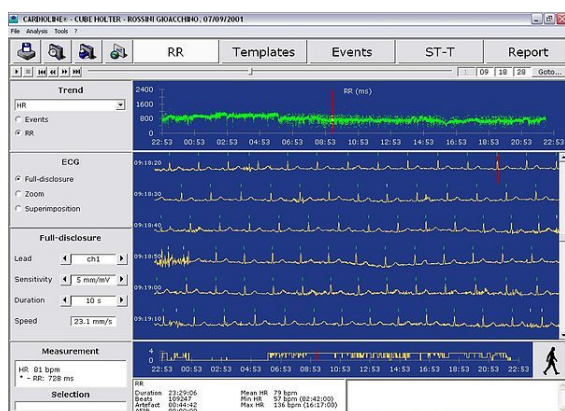 CARDIOLINE® - CUBE HOLTER - ROSSINI GIOACCHINO, 07/09/2001
File Analysis Tools ?
RR Templates Events ST-T Report
1 09 18 28 Goto...
Trend
HR
Events
RR
RR (ms)
2400
1600
800
0
22:53 00:53 02:53 04:53 06:53 08:53 10:53 12:53 14:53 16:53 18:53 20:53 22:53
ECG
Full-disclosure
Zoom
Superimposition
09:18:20
09:18:30
09:18:40
09:18:50
09:19:00
09:19:10
Full-disclosure
Lead ch1
Sensitivity 5 mm/mV
Duration 10 s
Speed 23.1 mm/s
4
0
22:53 00:53 02:53 04:53 06:53 08:53 10:53 12:53 14:53 16:53 18:53 20:53 22:53
Measurement
HR 81 bpm
* - RR: 728 ms
Selection
RR
Duration 23:29:06 Mean HR 79 bpm
Beats 109247 Min HR 57 bpm (02:42:00)
Artefact 00:44:42 Max HR 136 bpm (16:17:00)